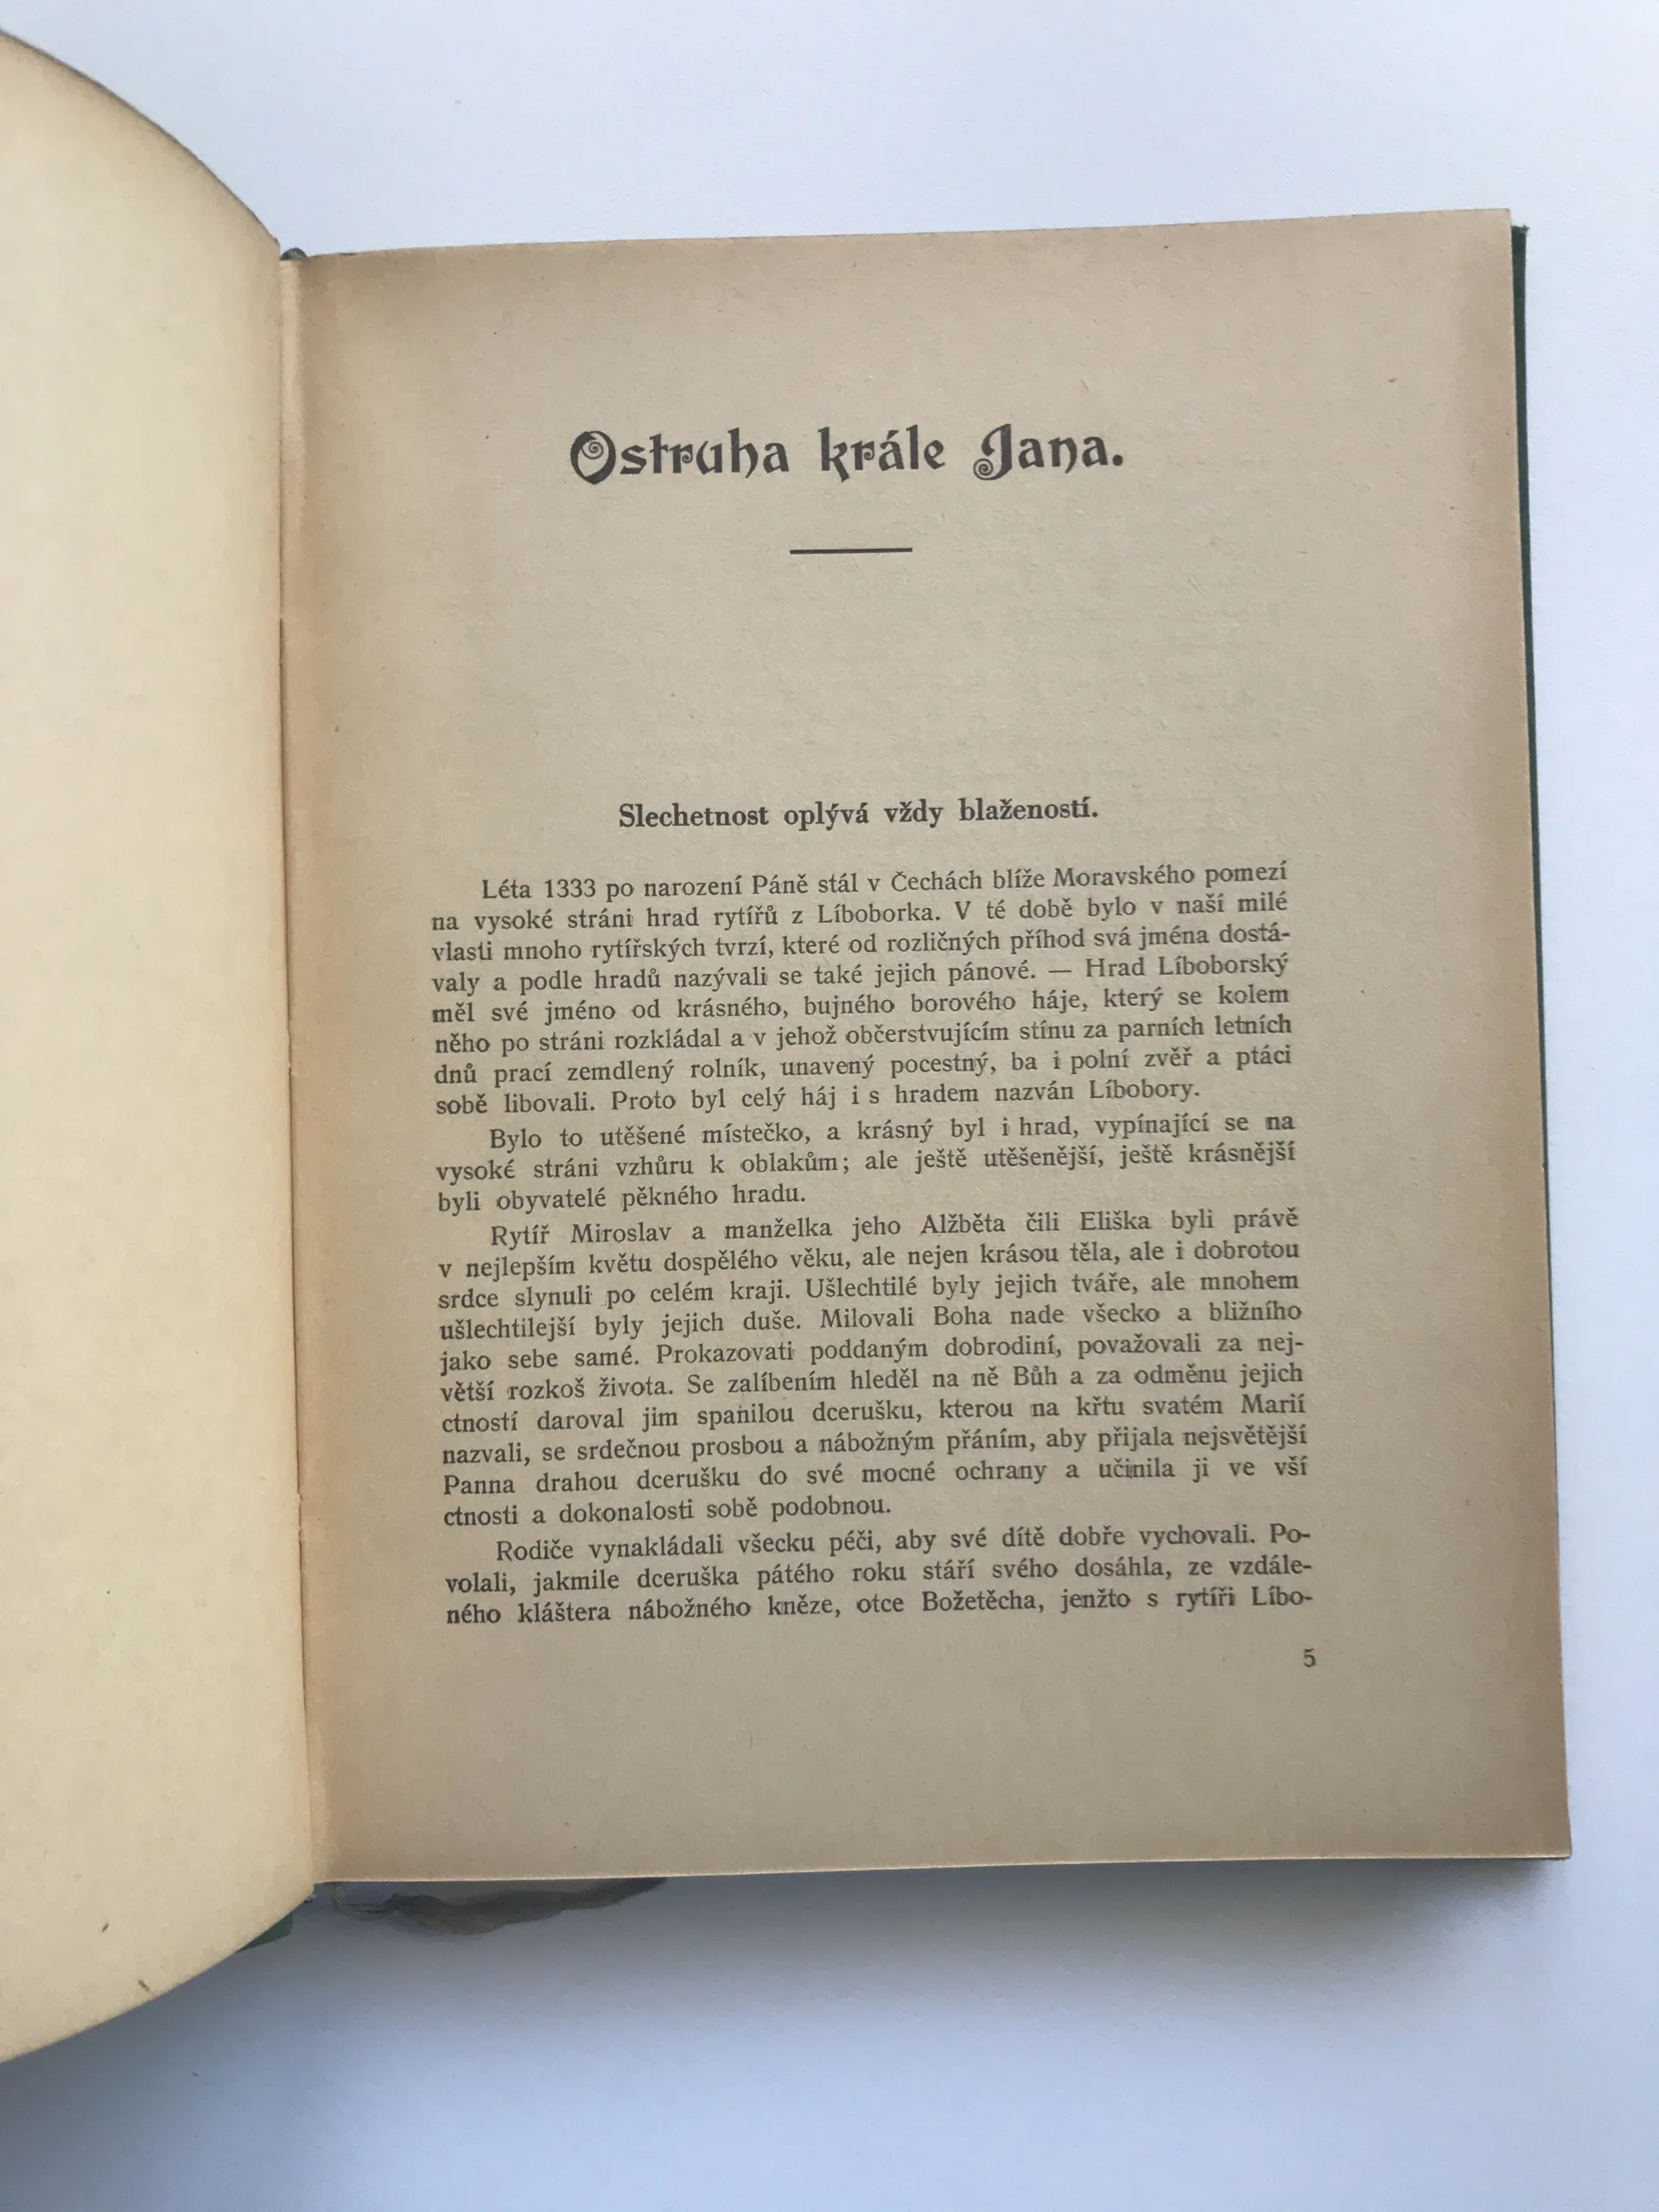 Ostruha krále Jana.
Slechetnost oplývá vždy blažeností.
Léta 1333 po narození Páně stál v Čechách blíže Moravského pomezí
na vysoké stráni hrad rytířů z Líboborka. V té době bylo v naší milé
vlasti mnoho rytířských tvrzí, které od rozličných příhod svá jména dostá-
valy a podle hradů nazývali se také jejich pánové. — Hrad Líboborský
měl své jméno od krásného, bujného borového háje, který se kolem
něho po stráni rozkládal a v jehož občerstvujícím stínu za parních letních
dnů prací zemdlený rolník, unavený pocestný, ba i polní zvěř a ptáci
sobě libovali. Proto byl celý háj i s hradem nazván Líbobory.
Bylo to utěšené místečko, a krásný byl i hrad, vypínající se na
vysoké stráni vzhůru k oblakům; ale ještě utěšenější, ještě krásnější
byli obyvatelé pěkného hradu.
Rytíř Miroslav a manželka jeho Alžběta čili Eliška byli právě
v nejlepším květu dospělého věku, ale nejen krásou těla, ale i dobrotou
srdce slynuli po celém kraji. Ušlechtilé byly jejich tváře, ale mnohem
ušlechtilejší byly jejich duše. Milovali Boha nade všecko a bližního
jako sebe samé. Prokazovati poddaným dobrodiní, považovali za nej-
větší rozkoš života. Se zalíbením hleděl na ně Bůh a za odměnu jejich
ctností daroval jim spanilou dcerušku, kterou na křtu svatém Marií
nazvali, se srdečnou prosbou a nábožným přáním, aby přijala nejsvětější
Panna drahou dcerušku do své mocné ochrany a učinila ji ve vší
ctnosti a dokonalosti sobě podobnou.
Rodiče vynakládali všecku péči, aby své dítě dobře vychovali. Po-
volali, jakmile dceruška pátého roku stáří svého dosáhla, ze vzdále-
ného kláštera nábožného kněze, otce Božetěcha, jenžto s rytíři Líbo-
5